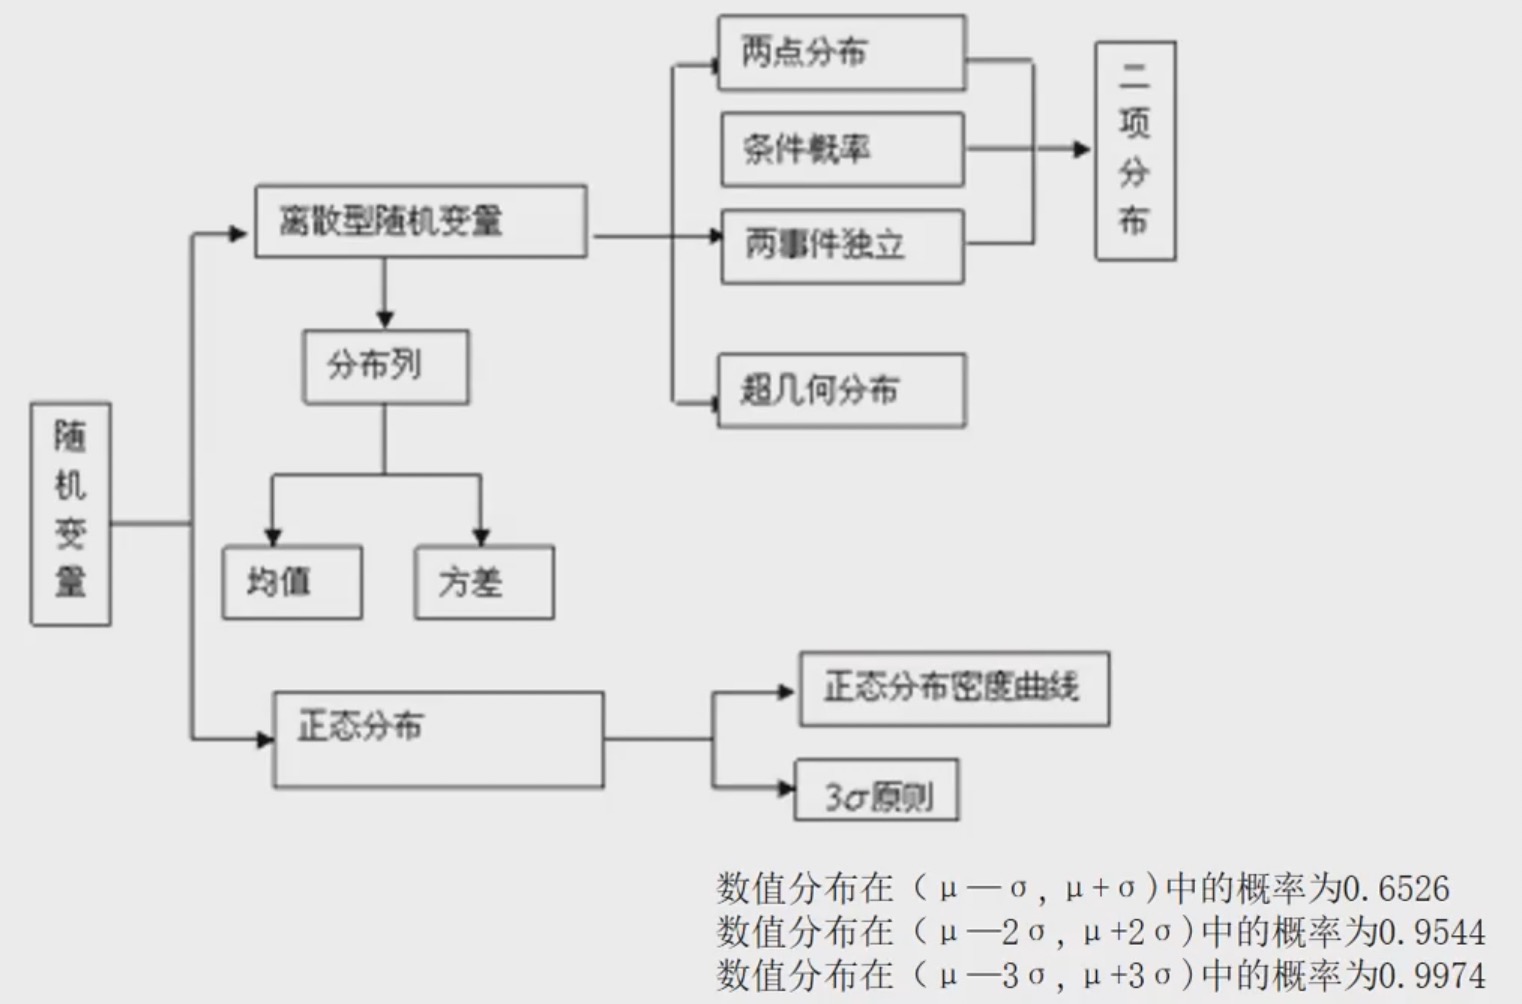 两点分布
条件概率
两事件独立
超几何分布
二项分布
离散型随机变量
分布列
均值
方差
随机变量
正态分布
正态分布密度曲线
3σ原则
数值分布在（μ—σ，μ+σ)中的概率为0.6526
数值分布在（μ—2σ，μ+2σ)中的概率为0.9544
数值分布在（μ—3σ，μ+3σ)中的概率为0.9974